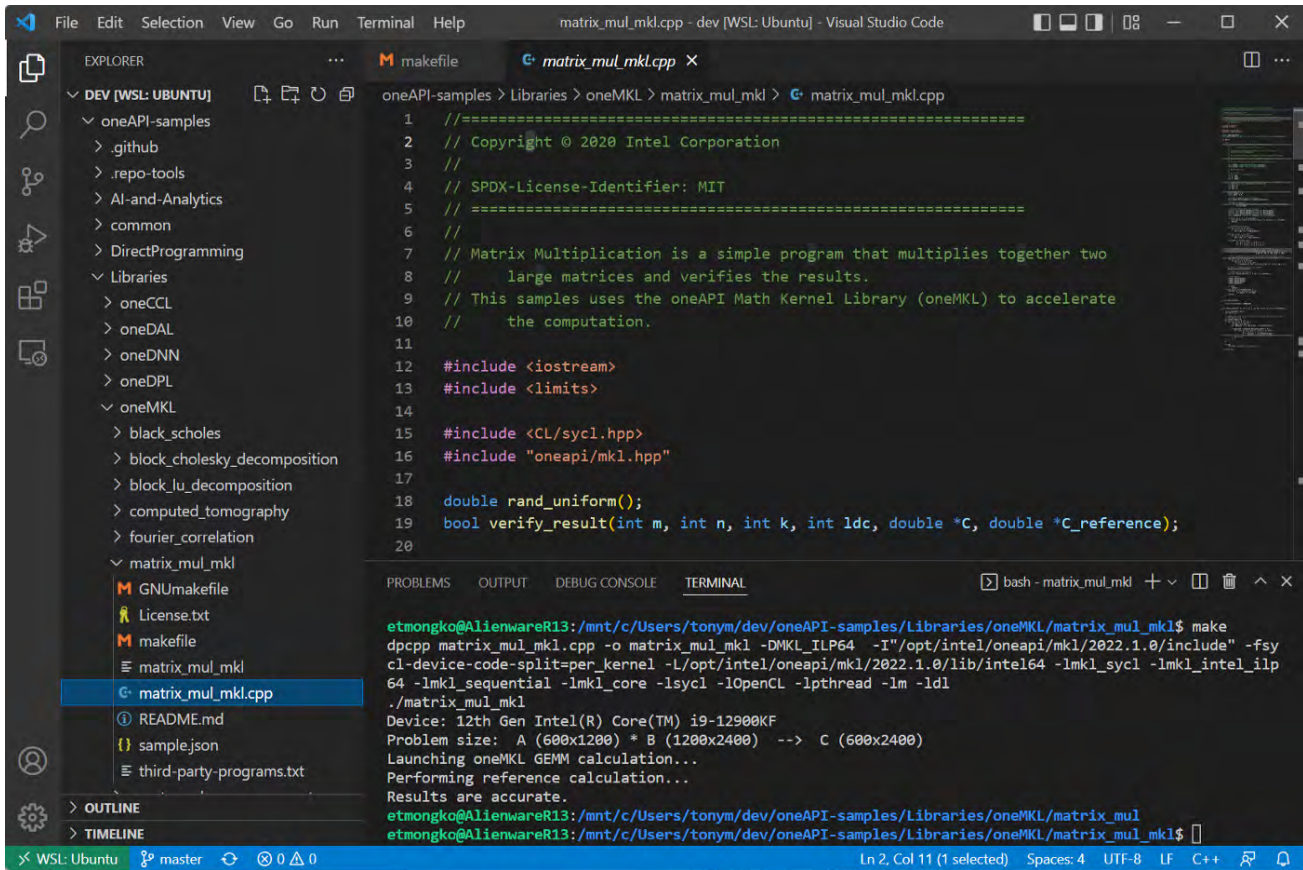 File Edit Selection View Go Run Terminal Help matrix_mul_mkl.cpp - dev [WSL: Ubuntu] - Visual Studio Code
EXPLORER
DEV [WSL: UBUNTU]
oneAPI-samples
.github
.repo-tools
AI-and-Analytics
common
DirectProgramming
Libraries
oneCCL
oneDAL
oneDNN
oneDPL
oneMKL
black_scholes
block_cholesky_decomposition
block_lu_decomposition
computed_tomography
fourier_correlation
matrix_mul_mkl
GNUmakefile
License.txt
makefile
matrix_mul_mkl
matrix_mul_mkl.cpp
README.md
sample.json
third-party-programs.txt
OUTLINE
TIMELINE
makefile matrix_mul_mkl.cpp
oneAPI-samples > Libraries > oneMKL > matrix_mul_mkl > matrix_mul_mkl.cpp
1 //==============================================================
2 // Copyright © 2020 Intel Corporation
3 //
4 // SPDX-License-Identifier: MIT
5 // =============================================================
6 //
7 // Matrix Multiplication is a simple program that multiplies together two
8 //     large matrices and verifies the results.
9 // This samples uses the oneAPI Math Kernel Library (oneMKL) to accelerate
10 //     the computation.
11
12 #include <iostream>
13 #include <limits>
14
15 #include <CL/sycl.hpp>
16 #include "oneapi/mkl.hpp"
17
18 double rand_uniform();
19 bool verify_result(int m, int n, int k, int ldc, double *C, double *C_reference);
20
PROBLEMS OUTPUT DEBUG CONSOLE TERMINAL bash - matrix_mul_mkl
etmongko@AlienwareR13:/mnt/c/Users/tonym/dev/oneAPI-samples/Libraries/oneMKL/matrix_mul_mkl$ make
dpcpp matrix_mul_mkl.cpp -o matrix_mul_mkl -DMKL_ILP64  -I"/opt/intel/oneapi/mkl/2022.1.0/include" -fsy
cl-device-code-split=per_kernel -L/opt/intel/oneapi/mkl/2022.1.0/lib/intel64 -lmkl_sycl -lmkl_intel_ilp
64 -lmkl_sequential -lmkl_core -lsycl -lOpenCL -lpthread -lm -ldl
./matrix_mul_mkl
Device: 12th Gen Intel(R) Core(TM) i9-12900KF
Problem size:  A (600x1200) * B (1200x2400)  -->  C (600x2400)
Launching oneMKL GEMM calculation...
Performing reference calculation...
Results are accurate.
etmongko@AlienwareR13:/mnt/c/Users/tonym/dev/oneAPI-samples/Libraries/oneMKL/matrix_mul
etmongko@AlienwareR13:/mnt/c/Users/tonym/dev/oneAPI-samples/Libraries/oneMKL/matrix_mul_mkl$
WSL: Ubuntu master 0 0 Ln 2, Col 11 (1 selected) Spaces: 4 UTF-8 LF C++